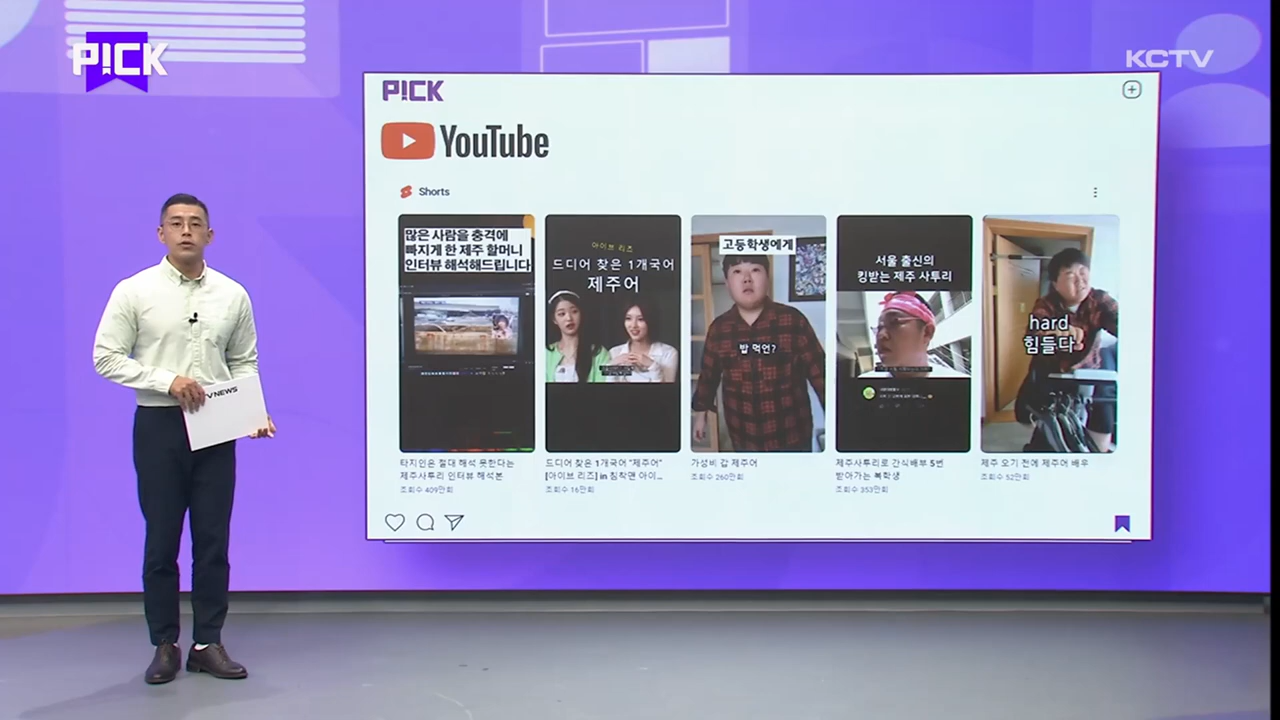 P!CK
KCTV
P!CK
YouTube
Shorts
많은 사람을 충격에
빠지게 한 제주 할머니
인터뷰 해석해드립니다
아이브 리즈
드디어 찾은 1개국어
제주어
고등학생에게
밥 먹언?
서울 출신의
킹받는 제주 사투리
hard
힘들다
타지인은 절대 해석 못한다는
제주사투리 인터뷰 해석본
조회수 409만회
드디어 찾은 1개국어 "제주어"
[아이브 리즈] in 침착맨 아이...
조회수 16만회
가성비 갑 제주어
조회수 260만회
제주사투리로 간식배부 5번
받아가는 복학생
조회수 353만회
제주 오기 전에 제주어 배우
조회수 52만회
V NEWS